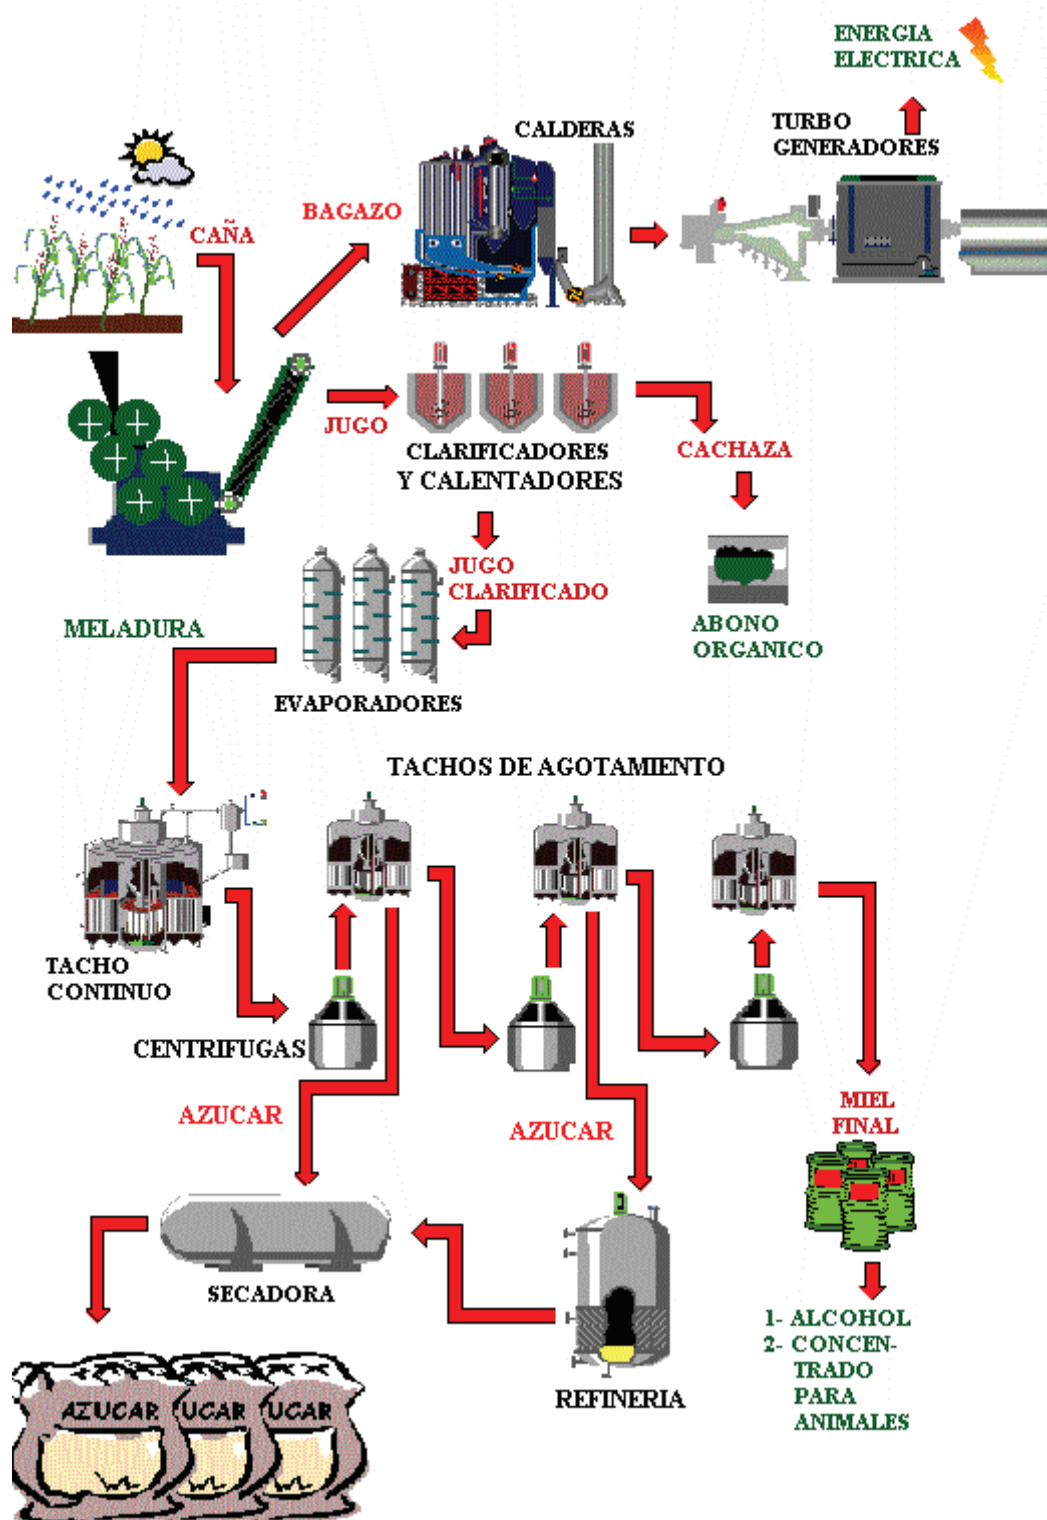 ENERGIA
ELECTRICA
TURBO
GENERADORES
CALDERAS
BAGAZO
CAÑA
JUGO
CLARIFICADORES
Y CALENTADORES
CACHAZA
JUGO
CLARIFICADO
ABONO
ORGANICO
MELADURA
EVAPORADORES
TACHOS DE AGOTAMIENTO
TACHO
CONTINUO
CENTRIFUGAS
AZUCAR
AZUCAR
MIEL
FINAL
SECADORA
REFINERIA
1- ALCOHOL
2- CONCEN-
TRADO
PARA
ANIMALES
AZUCAR
UCAR
UCAR